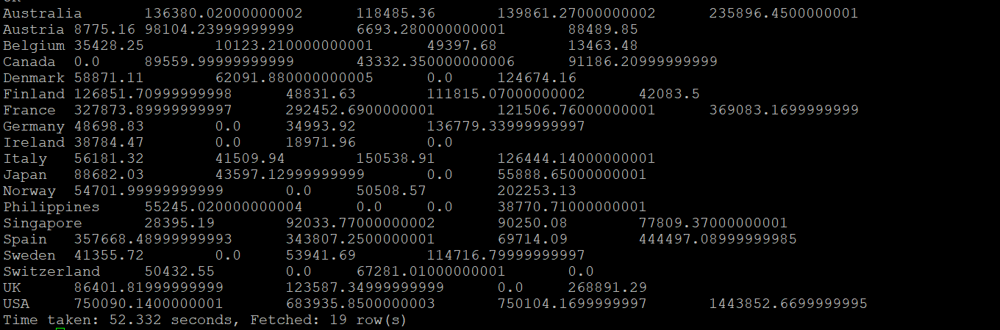 OK
Australia 136380.02000000002 118485.36 139861.27000000002 235896.4500000001
Austria 8775.16 98104.23999999999 6693.280000000001 88489.85
Belgium 35428.25 10123.210000000001 49397.68 13463.48
Canada 0.0 89559.99999999999 43332.350000000006 91186.20999999999
Denmark 58871.11 62091.880000000005 0.0 124674.16
Finland 126851.70999999998 48831.63 111815.07000000002 42083.5
France 327873.89999999997 292452.6900000001 121506.76000000001 369083.1699999999
Germany 48698.83 0.0 34993.92 136779.33999999997
Ireland 38784.47 0.0 18971.96 0.0
Italy 56181.32 41509.94 150538.91 126444.14000000001
Japan 88682.03 43597.12999999999 0.0 55888.65000000001
Norway 54701.99999999999 0.0 50508.57 202253.13
Philippines 55245.020000000004 0.0 0.0 38770.71000000001
Singapore 28395.19 92033.77000000002 90250.08 77809.37000000001
Spain 357668.48999999993 343807.2500000001 69714.09 444497.08999999985
Sweden 41355.72 0.0 53941.69 114716.79999999997
Switzerland 50432.55 0.0 67281.01000000001 0.0
UK 86401.81999999999 123587.34999999999 0.0 268891.29
USA 750090.1400000001 683935.8500000003 750104.1699999997 1443852.6699999995
Time taken: 52.332 seconds, Fetched: 19 row(s)